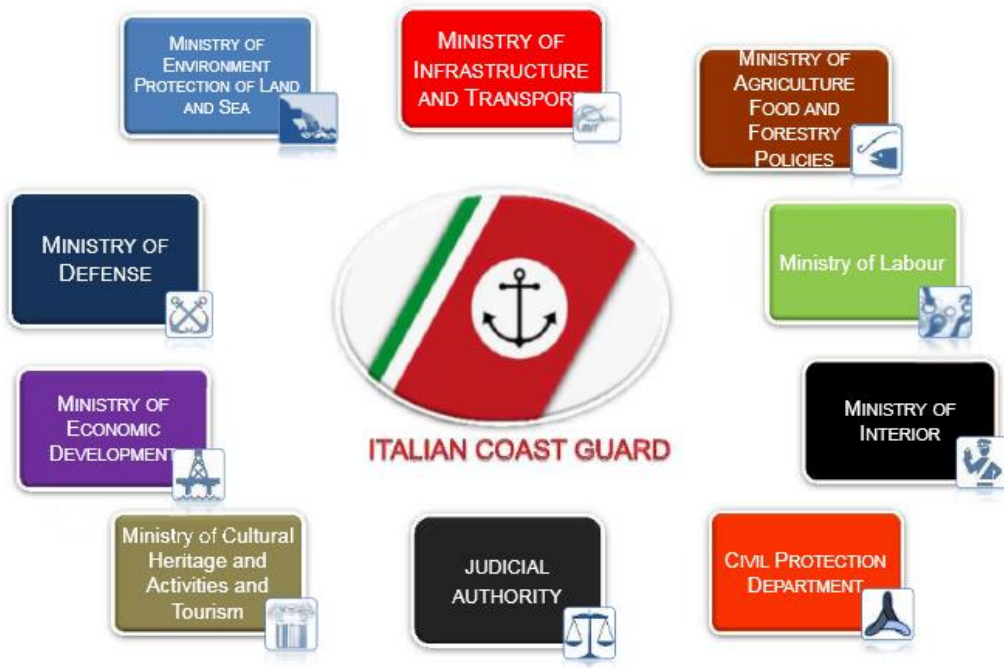 MINISTRY OF
ENVIRONMENT
PROTECTION OF LAND
AND SEA
MINISTRY OF
INFRASTRUCTURE
AND TRANSPORT
MINISTRY OF
AGRICULTURE
FOOD AND
FORESTRY
POLICIES
MINISTRY OF
DEFENSE
Ministry of Labour
MINISTRY OF
ECONOMIC
DEVELOPMENT
ITALIAN COAST GUARD
MINISTRY OF
INTERIOR
Ministry of Cultural
Heritage and
Activities and
Tourism
JUDICIAL
AUTHORITY
CIVIL PROTECTION
DEPARTMENT